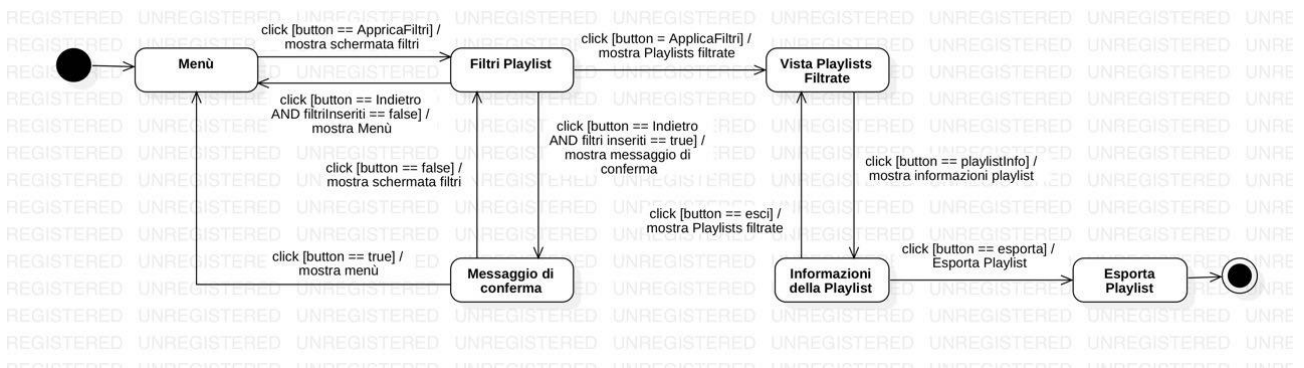 click [button == AppricaFiltri] /
mostra schermata filtri
click [button = ApplicaFiltri] /
mostra Playlists filtrate
Menù
Filtri Playlist
Vista Playlists
Filtrate
click [button == Indietro
AND filtriInseriti == false] /
mostra Menù
click [button == Indietro
AND filtri inseriti == true] /
mostra messaggio di
conferma
click [button == false] /
mostra schermata filtri
click [button == playlistInfo] /
mostra informazioni playlist
click [button == esci] /
mostra Playlists filtrate
click [button == true] /
mostra menù
click [button == esporta] /
Esporta Playlist
Messaggio di
conferma
Informazioni
della Playlist
Esporta
Playlist
UNREGISTERED